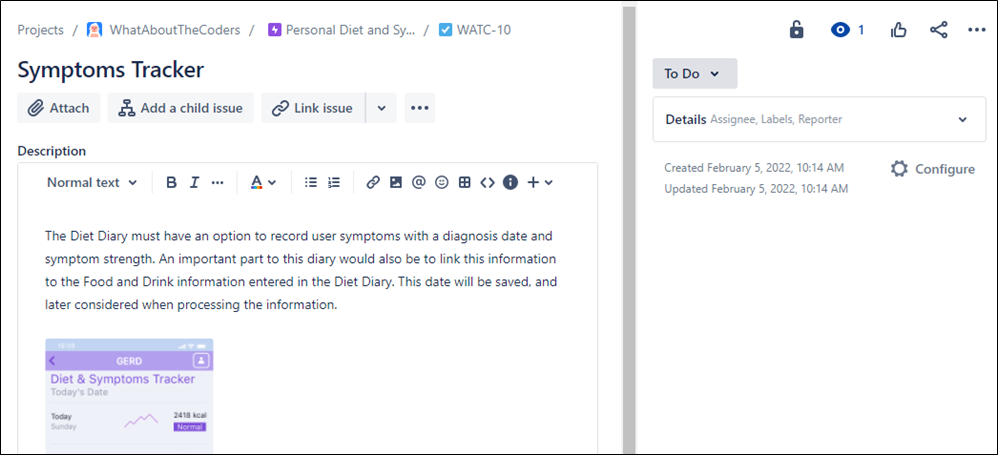 Projects / WhatAboutTheCoders / Personal Diet and Sy... / WATC-10
1
Symptoms Tracker
To Do
Attach Add a child issue Link issue
Details Assignee, Labels, Reporter
Description
Created February 5, 2022, 10:14 AM Configure
Updated February 5, 2022, 10:14 AM
Normal text B I ... A
The Diet Diary must have an option to record user symptoms with a diagnosis date and
symptom strength. An important part to this diary would also be to link this information
to the Food and Drink information entered in the Diet Diary. This date will be saved, and
later considered when processing the information.
GERD
Diet & Symptoms Tracker
Today's Date
Today 2418 kcal
Sunday Normal